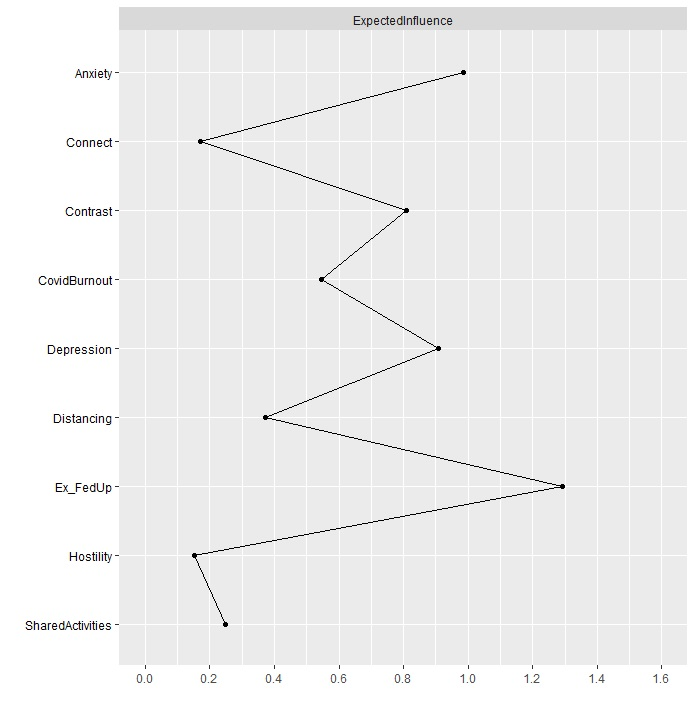 ExpectedInfluence
Anxiety
Connect
Contrast
CovidBurnout
Depression
Distancing
Ex_FedUp
Hostility
SharedActivities
0.0 0.2 0.4 0.6 0.8 1.0 1.2 1.4 1.6